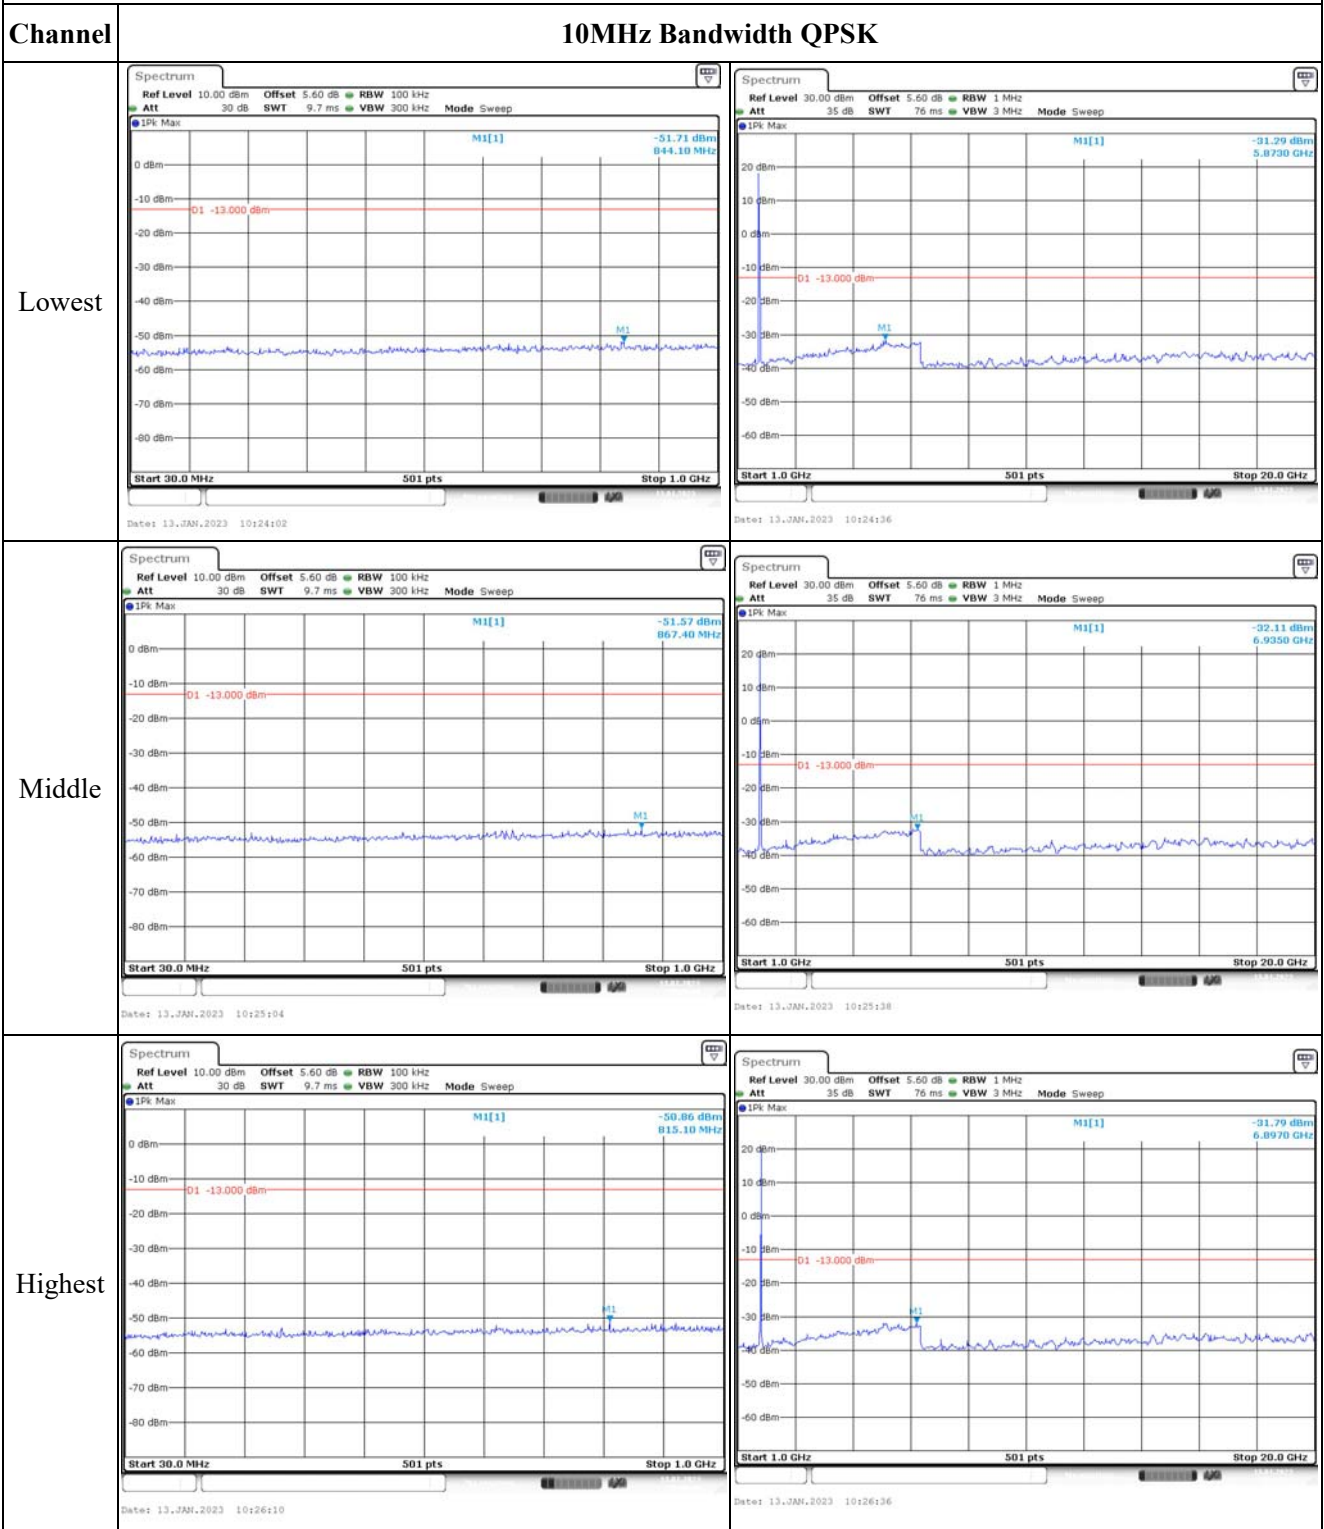 Channel 10MHz Bandwidth QPSK
Lowest
Spectrum
Ref Level 10.00 dBm Offset 5.60 dB RBW 100 kHz
Att 30 dB SWT 9.7 ms VBW 300 kHz Mode Sweep
1Pk Max
M1[1] -51.71 dBm
844.10 MHz
0 dBm
-10 dBm
D1 -13.000 dBm
-20 dBm
-30 dBm
-40 dBm
M1
-50 dBm
-60 dBm
-70 dBm
-80 dBm
Start 30.0 MHz 501 pts Stop 1.0 GHz
Date: 13.JAN.2023 10:24:02
Spectrum
Ref Level 30.00 dBm Offset 5.60 dB RBW 1 MHz
Att 35 dB SWT 76 ms VBW 3 MHz Mode Sweep
1Pk Max
M1[1] -31.29 dBm
5.8730 GHz
20 dBm
10 dBm
0 dBm
-10 dBm
D1 -13.000 dBm
-20 dBm
M1
-30 dBm
-40 dBm
-50 dBm
-60 dBm
Start 1.0 GHz 501 pts Stop 20.0 GHz
Date: 13.JAN.2023 10:24:36
Middle
Spectrum
Ref Level 10.00 dBm Offset 5.60 dB RBW 100 kHz
Att 30 dB SWT 9.7 ms VBW 300 kHz Mode Sweep
1Pk Max
M1[1] -51.57 dBm
867.40 MHz
0 dBm
-10 dBm
D1 -13.000 dBm
-20 dBm
-30 dBm
-40 dBm
M1
-50 dBm
-60 dBm
-70 dBm
-80 dBm
Start 30.0 MHz 501 pts Stop 1.0 GHz
Date: 13.JAN.2023 10:25:04
Spectrum
Ref Level 30.00 dBm Offset 5.60 dB RBW 1 MHz
Att 35 dB SWT 76 ms VBW 3 MHz Mode Sweep
1Pk Max
M1[1] -32.11 dBm
6.9350 GHz
20 dBm
10 dBm
0 dBm
-10 dBm
D1 -13.000 dBm
-20 dBm
M1
-30 dBm
-40 dBm
-50 dBm
-60 dBm
Start 1.0 GHz 501 pts Stop 20.0 GHz
Date: 13.JAN.2023 10:25:38
Highest
Spectrum
Ref Level 10.00 dBm Offset 5.60 dB RBW 100 kHz
Att 30 dB SWT 9.7 ms VBW 300 kHz Mode Sweep
1Pk Max
M1[1] -50.86 dBm
815.10 MHz
0 dBm
-10 dBm
D1 -13.000 dBm
-20 dBm
-30 dBm
-40 dBm
M1
-50 dBm
-60 dBm
-70 dBm
-80 dBm
Start 30.0 MHz 501 pts Stop 1.0 GHz
Date: 13.JAN.2023 10:26:10
Spectrum
Ref Level 30.00 dBm Offset 5.60 dB RBW 1 MHz
Att 35 dB SWT 76 ms VBW 3 MHz Mode Sweep
1Pk Max
M1[1] -31.79 dBm
6.8970 GHz
20 dBm
10 dBm
0 dBm
-10 dBm
D1 -13.000 dBm
-20 dBm
M1
-30 dBm
-40 dBm
-50 dBm
-60 dBm
Start 1.0 GHz 501 pts Stop 20.0 GHz
Date: 13.JAN.2023 10:26:36